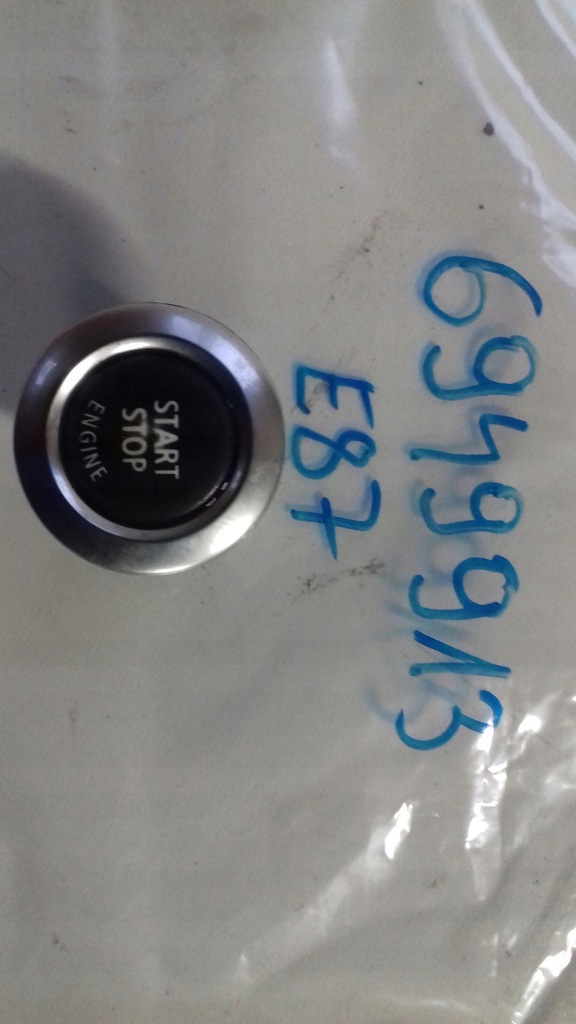 6949913
E87
START
STOP
ENGINE